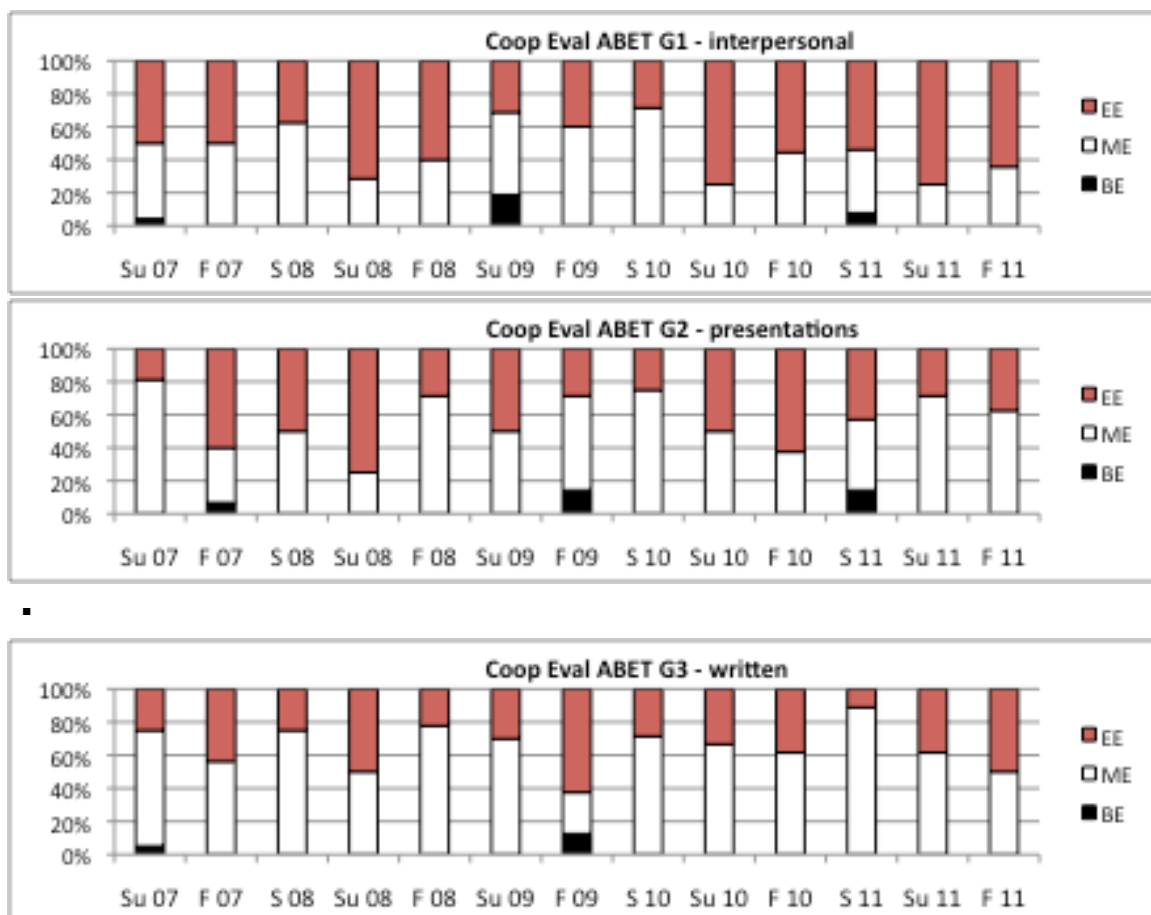 Coop Eval ABET G1 - interpersonal
100%
80%
60%
40%
20%
0%
EE
ME
BE
Su 07 F 07 S 08 Su 08 F 08 Su 09 F 09 S 10 Su 10 F 10 S 11 Su 11 F 11
Coop Eval ABET G2 - presentations
100%
80%
60%
40%
20%
0%
EE
ME
BE
Su 07 F 07 S 08 Su 08 F 08 Su 09 F 09 S 10 Su 10 F 10 S 11 Su 11 F 11
Coop Eval ABET G3 - written
100%
80%
60%
40%
20%
0%
EE
ME
BE
Su 07 F 07 S 08 Su 08 F 08 Su 09 F 09 S 10 Su 10 F 10 S 11 Su 11 F 11